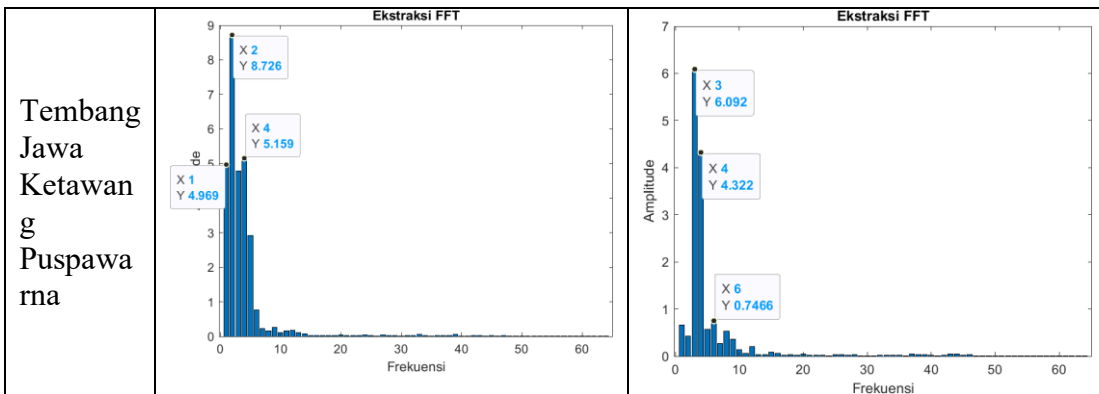 Tembang
Jawa
Ketawan
g
Puspawa
rna
Ekstraksi FFT
9
8
7
6
5
4
3
2
1
0
de
X 2
Y 8.726
X 4
Y 5.159
X 1
Y 4.969
0 10 20 30 40 50 60
Frekuensi
Ekstraksi FFT
7
6
5
4
3
2
1
0
Amplitude
X 3
Y 6.092
X 4
Y 4.322
X 6
Y 0.7466
0 10 20 30 40 50 60
Frekuensi